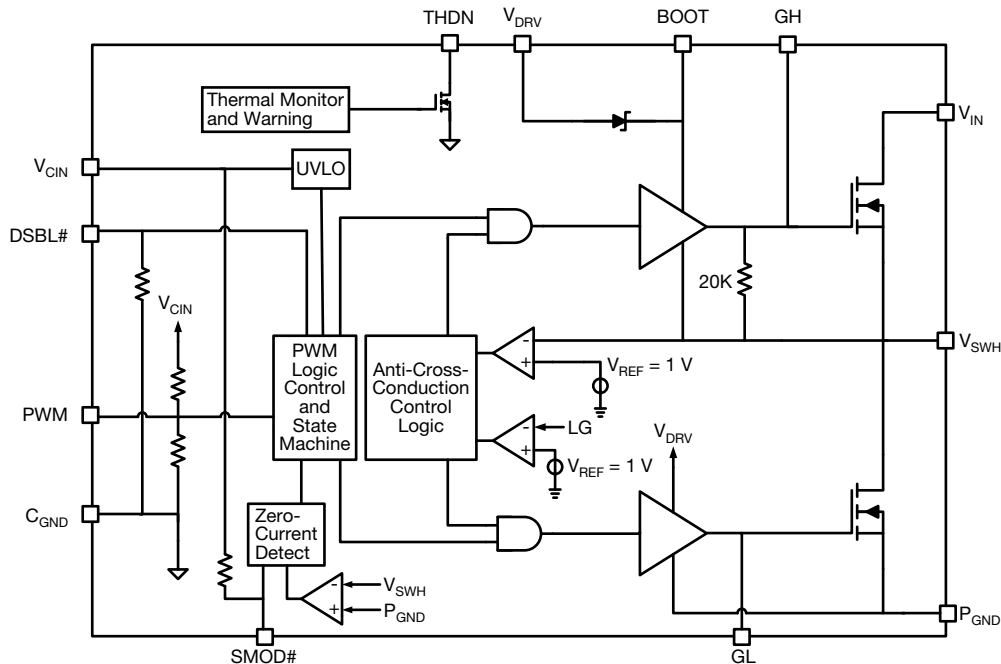 THDN
V_DRV
BOOT
GH
Thermal Monitor
and Warning
V_IN
V_CIN
UVLO
DSBL#
20K
V_CIN
PWM
Logic
Control
and
State
Machine
Anti-Cross-
Conduction
Control
Logic
-
+
V_REF = 1 V
V_SWH
PWM
-
+
LG
V_REF = 1 V
V_DRV
C_GND
Zero-
Current
Detect
-
+
V_SWH
P_GND
P_GND
SMOD#
GL